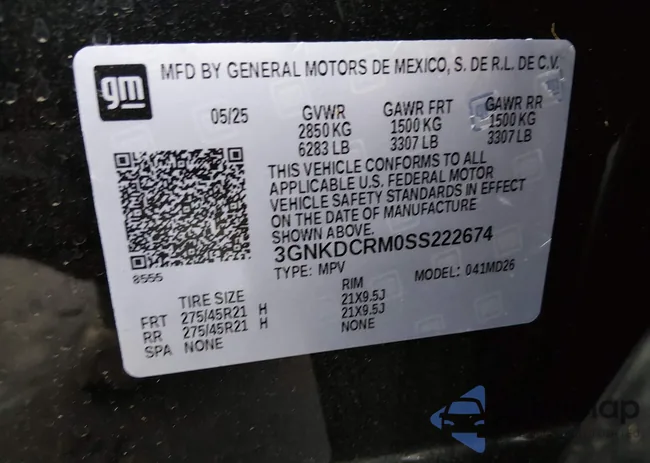 gm
MFD BY GENERAL MOTORS DE MEXICO, S. DE R.L. DE C.V.
05/25 GVWR GAWR FRT GAWR RR
2850 KG 1500 KG 1500 KG
6283 LB 3307 LB 3307 LB
THIS VEHICLE CONFORMS TO ALL
APPLICABLE U.S. FEDERAL MOTOR
VEHICLE SAFETY STANDARDS IN EFFECT
ON THE DATE OF MANUFACTURE
SHOWN ABOVE.
3GNKDCRM0SS222674
8555
TYPE: MPV MODEL: 041MD26
TIRE SIZE RIM
FRT 275/45R21 H 21X9.5J
RR 275/45R21 H 21X9.5J
SPA NONE NONE